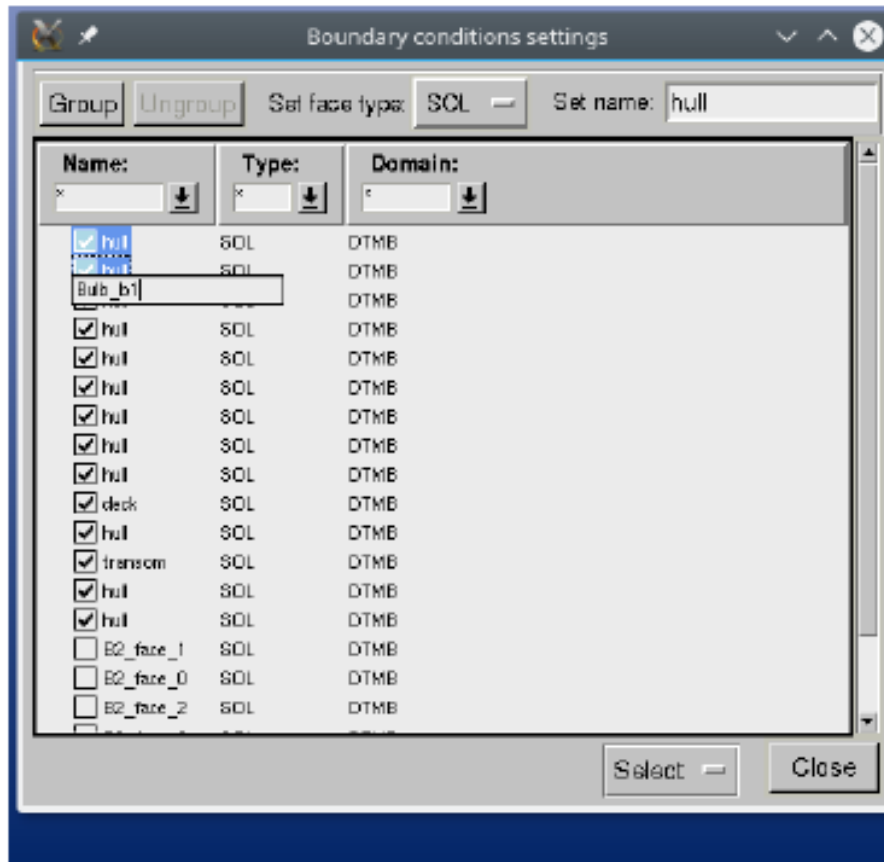 Boundary conditions settings
Group Ungroup Set face type: SOL Set name: hull
Name: Type: Domain:
* * *
hull SOL DTMB
hull SOL DTMB
Bulb_b1 DTMB
hull SOL DTMB
hull SOL DTMB
hull SOL DTMB
hull SOL DTMB
hull SOL DTMB
hull SOL DTMB
deck SOL DTMB
hull SOL DTMB
transom SOL DTMB
hull SOL DTMB
hull SOL DTMB
B2_face_1 SOL DTMB
B2_face_0 SOL DTMB
B2_face_2 SOL DTMB
Select Close